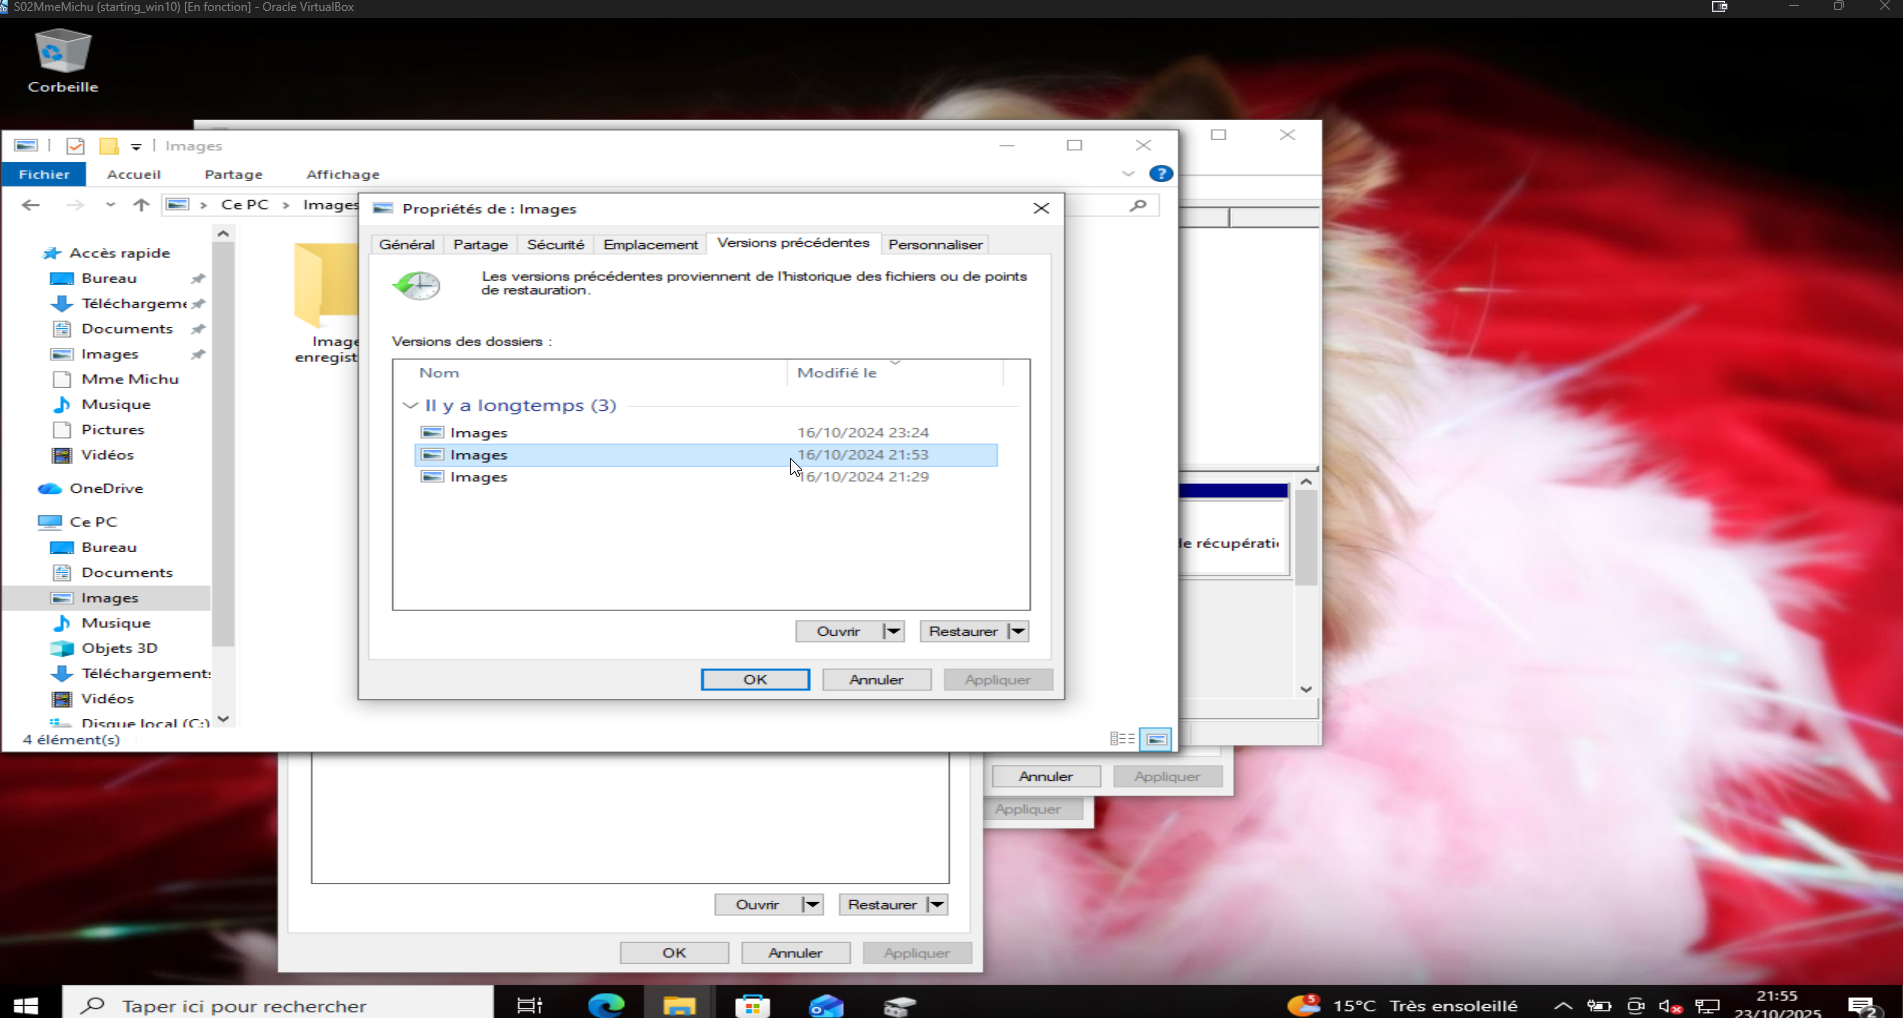 S02MmeMichu (starting_win10) [En fonction] - Oracle VirtualBox
Corbeille
Images
Fichier
Accueil
Partage
Affichage
?
Ce PC > Images
Propriétés de : Images
Général
Partage
Sécurité
Emplacement
Versions précédentes
Personnaliser
Les versions précédentes proviennent de l'historique des fichiers ou de points
de restauration.
Versions des dossiers :
Nom
Modifié le
Il y a longtemps (3)
Images 16/10/2024 23:24
Images 16/10/2024 21:53
Images 16/10/2024 21:29
Ouvrir
Restaurer
OK
Annuler
Appliquer
Accès rapide
Bureau
Téléchargeme
Documents
Images
Mme Michu
Musique
Pictures
Vidéos
OneDrive
Ce PC
Bureau
Documents
Images
Musique
Objets 3D
Téléchargements
Vidéos
Disque local (C:)
4 élément(s)
Image
enregist
le récupérati
Annuler
Appliquer
Appliquer
Ouvrir
Restaurer
OK
Annuler
Appliquer
Taper ici pour rechercher
5
15°C Très ensoleillé
21:55
23/10/2025
2